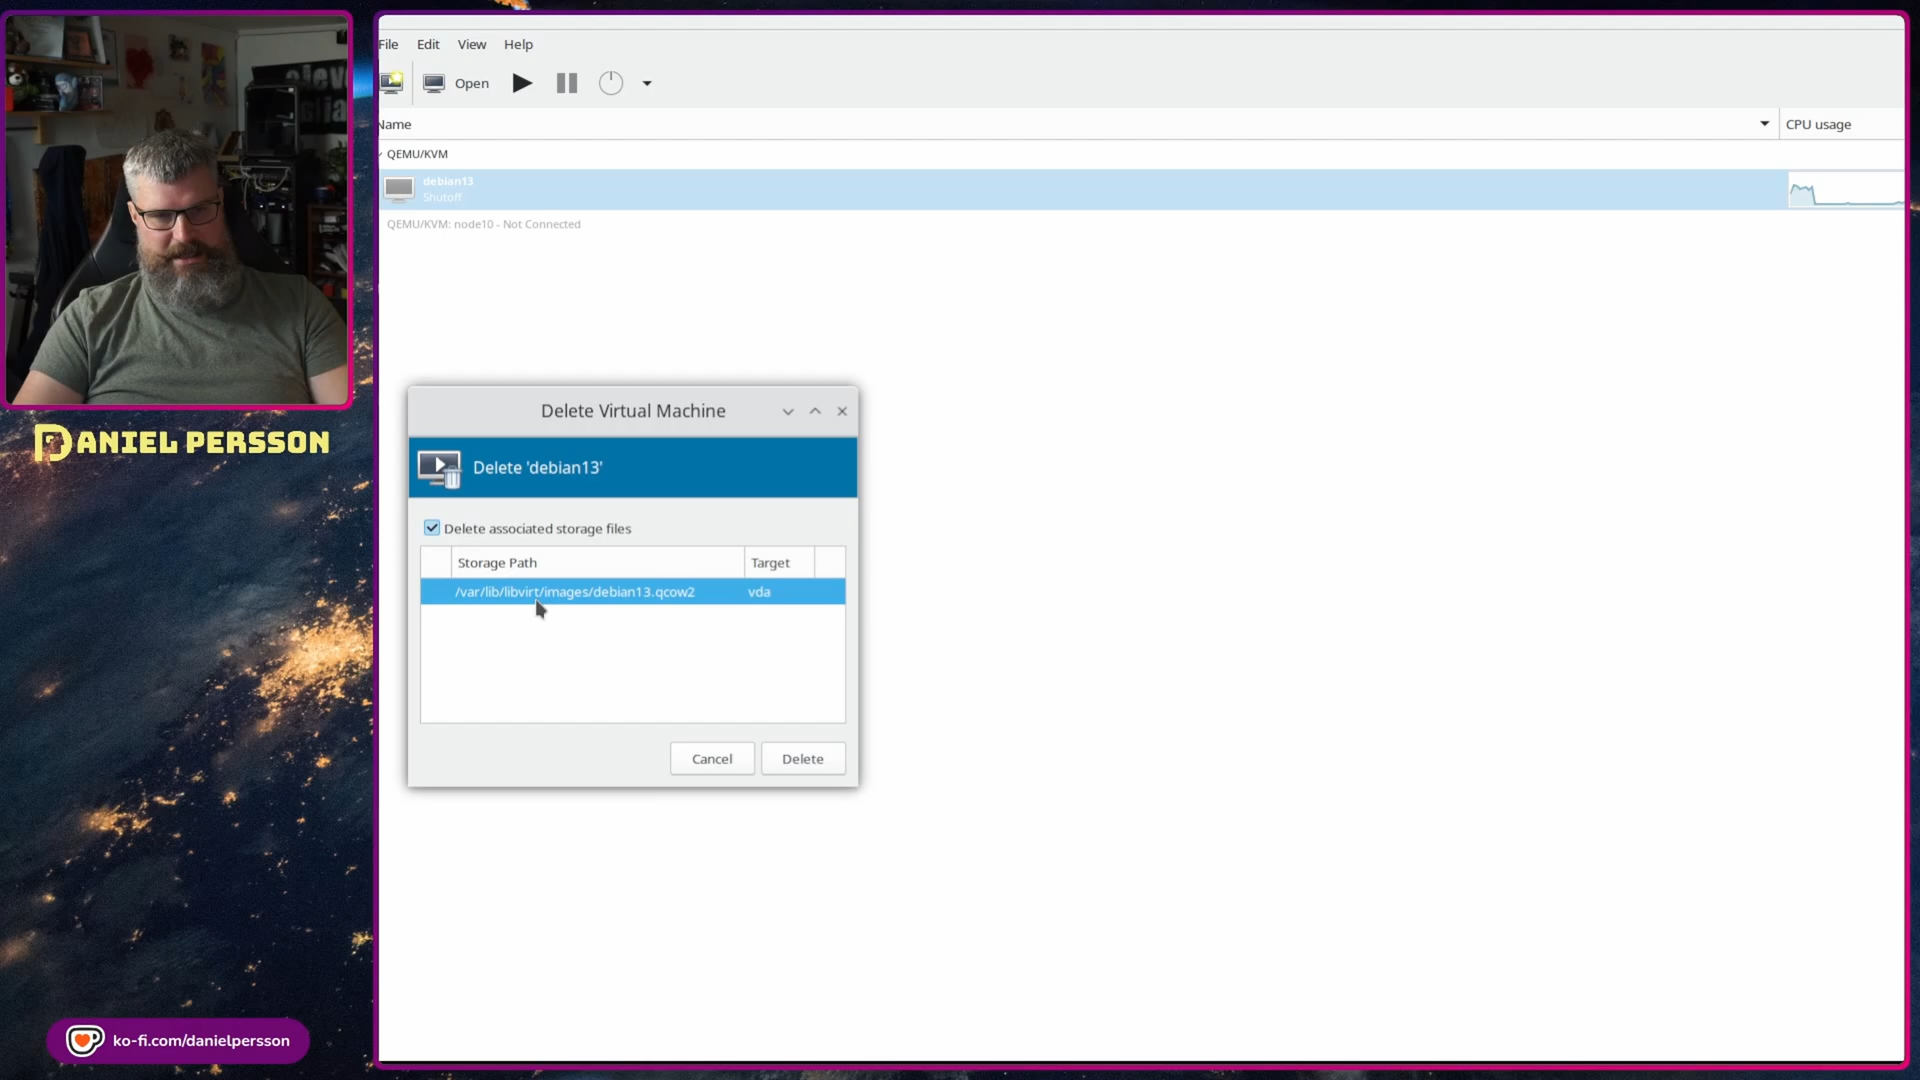 File Edit View Help
Open
Name CPU usage
QEMU/KVM
debian13
Shutoff
QEMU/KVM: node10 - Not Connected
Delete Virtual Machine
Delete 'debian13'
Delete associated storage files
Storage Path Target
/var/lib/libvirt/images/debian13.qcow2 vda
Cancel Delete
DANIEL PERSSON
ko-fi.com/danielpersson